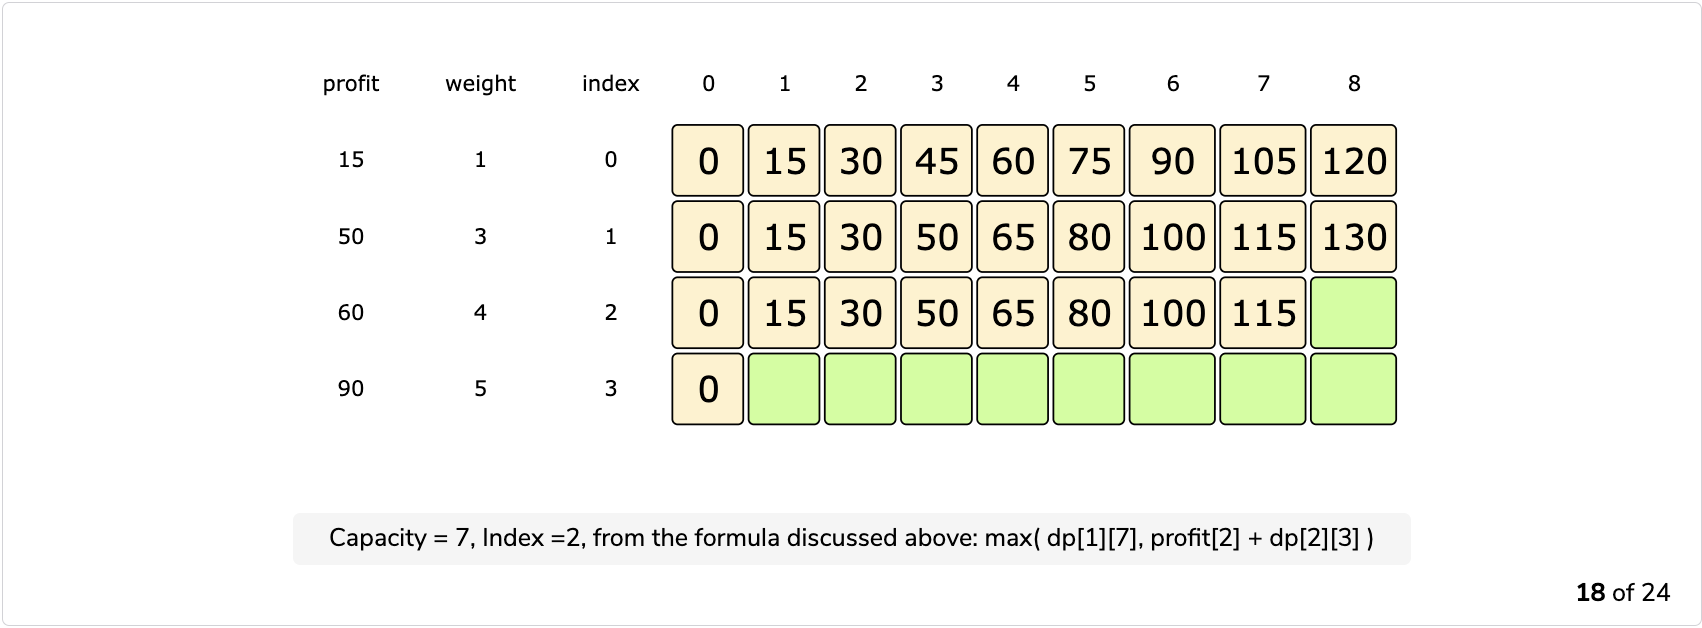 profit weight index 0 1 2 3 4 5 6 7 8
15 1 0 0 15 30 45 60 75 90 105 120
50 3 1 0 15 30 50 65 80 100 115 130
60 4 2 0 15 30 50 65 80 100 115
90 5 3 0
Capacity = 7, Index =2, from the formula discussed above: max( dp[1][7], profit[2] + dp[2][3] )
18 of 24